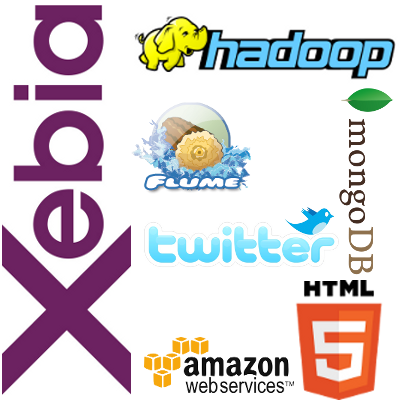 Xebia
hadoop
mongoDB
FLUME
twitter
HTML
5
amazon
webservices™